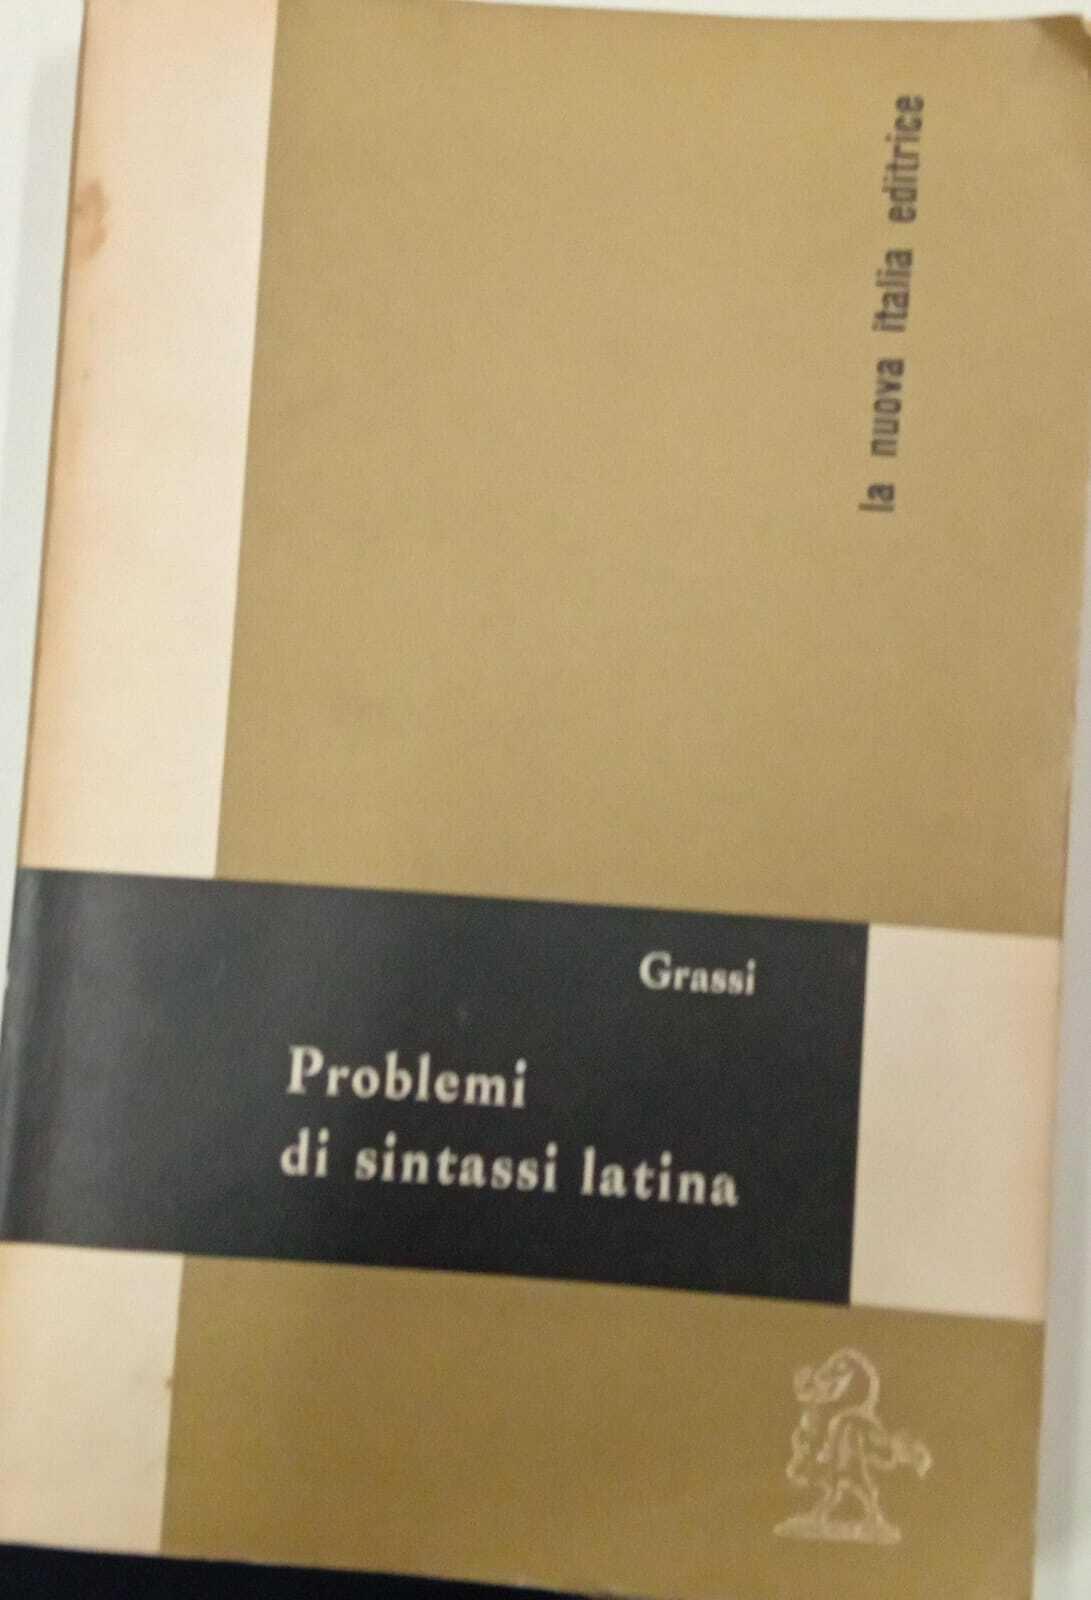 la nuova italia editrice
Grassi
Problemi
di sintassi latina